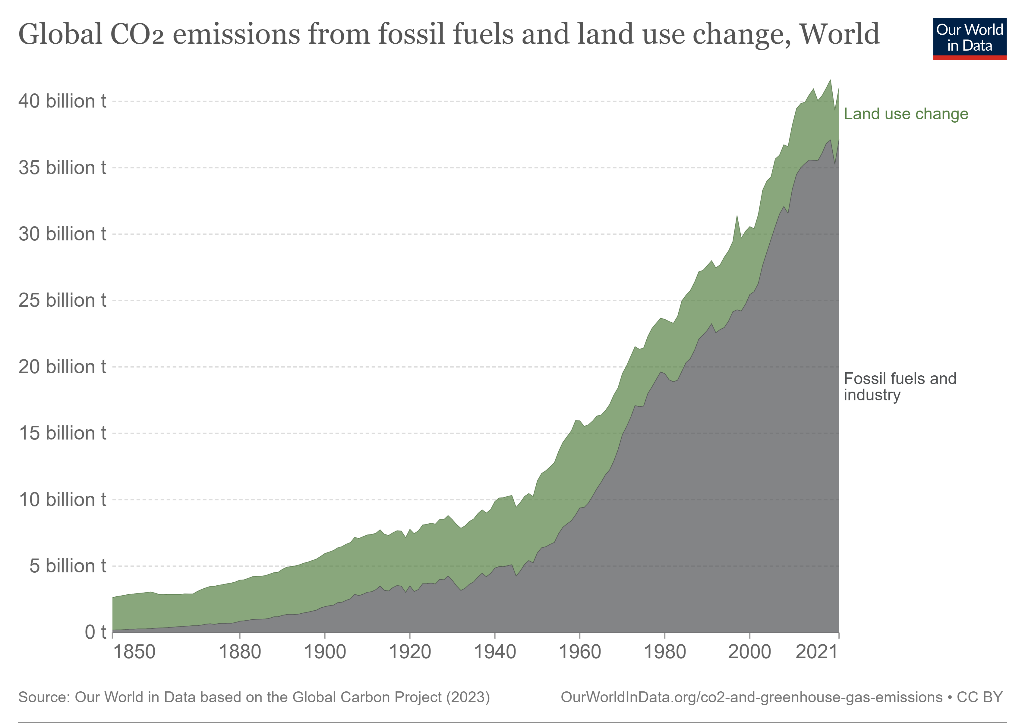 Global CO₂ emissions from fossil fuels and land use change, World
Our World
in Data
40 billion t
35 billion t
30 billion t
25 billion t
20 billion t
15 billion t
10 billion t
5 billion t
0 t
Land use change
Fossil fuels and
industry
1850 1880 1900 1920 1940 1960 1980 2000 2021
Source: Our World in Data based on the Global Carbon Project (2023)
OurWorldInData.org/co2-and-greenhouse-gas-emissions • CC BY